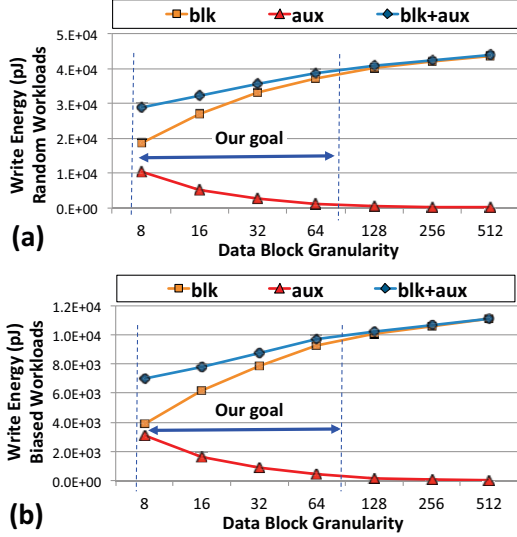 blk aux blk+aux
Write Energy (pJ)
Random Workloads
5.E+04
4.E+04
3.E+04
2.E+04
1.E+04
0.E+00
Our goal
8 16 32 64 128 256 512
Data Block Granularity
(a)
blk aux blk+aux
Write Energy (pJ)
Biased Workloads
1.2E+04
1.0E+04
8.0E+03
6.0E+03
4.0E+03
2.0E+03
0.0E+00
Our goal
8 16 32 64 128 256 512
Data Block Granularity
(b)